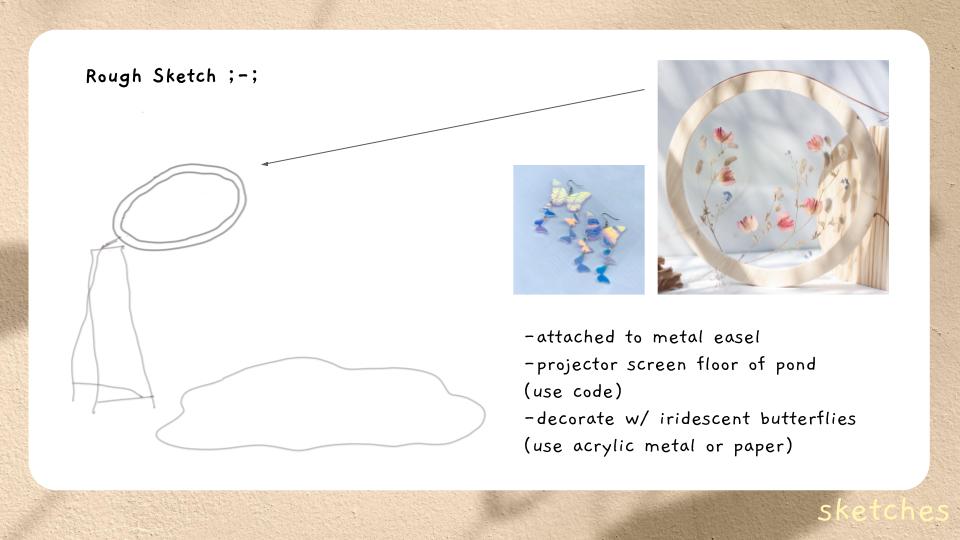 Rough Sketch ;-;
-attached to metal easel
-projector screen floor of pond
(use code)
-decorate w/ iridescent butterflies
(use acrylic metal or paper)
sketches